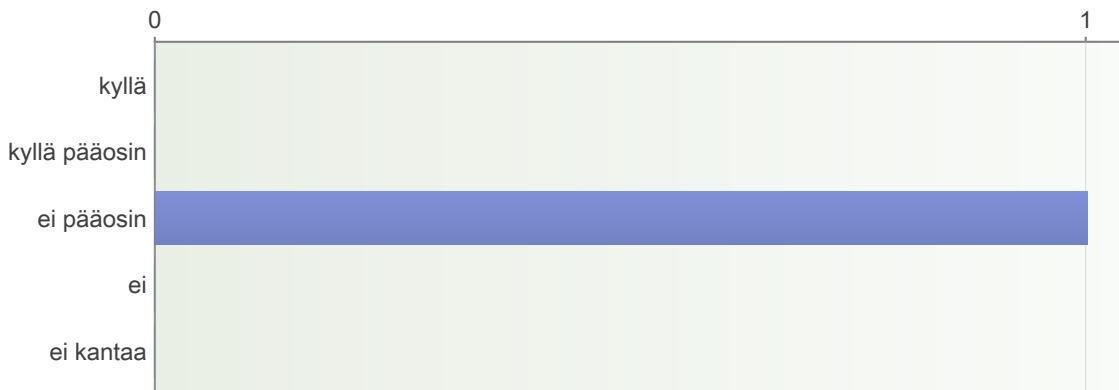 0 1
kyllä
kyllä pääosin
ei pääosin
ei
ei kantaa